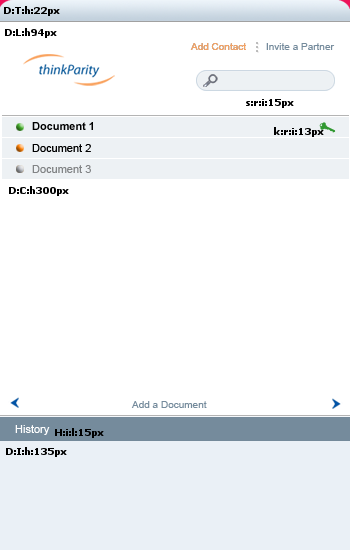 D:T:h:22px
D:L:h94px
Add Contact Invite a Partner
thinkParity
s:r:i:15px
Document 1
k:r:i:13px
Document 2
Document 3
D:C:h300px
Add a Document
History H:i:l:15px
D:I:h:135px